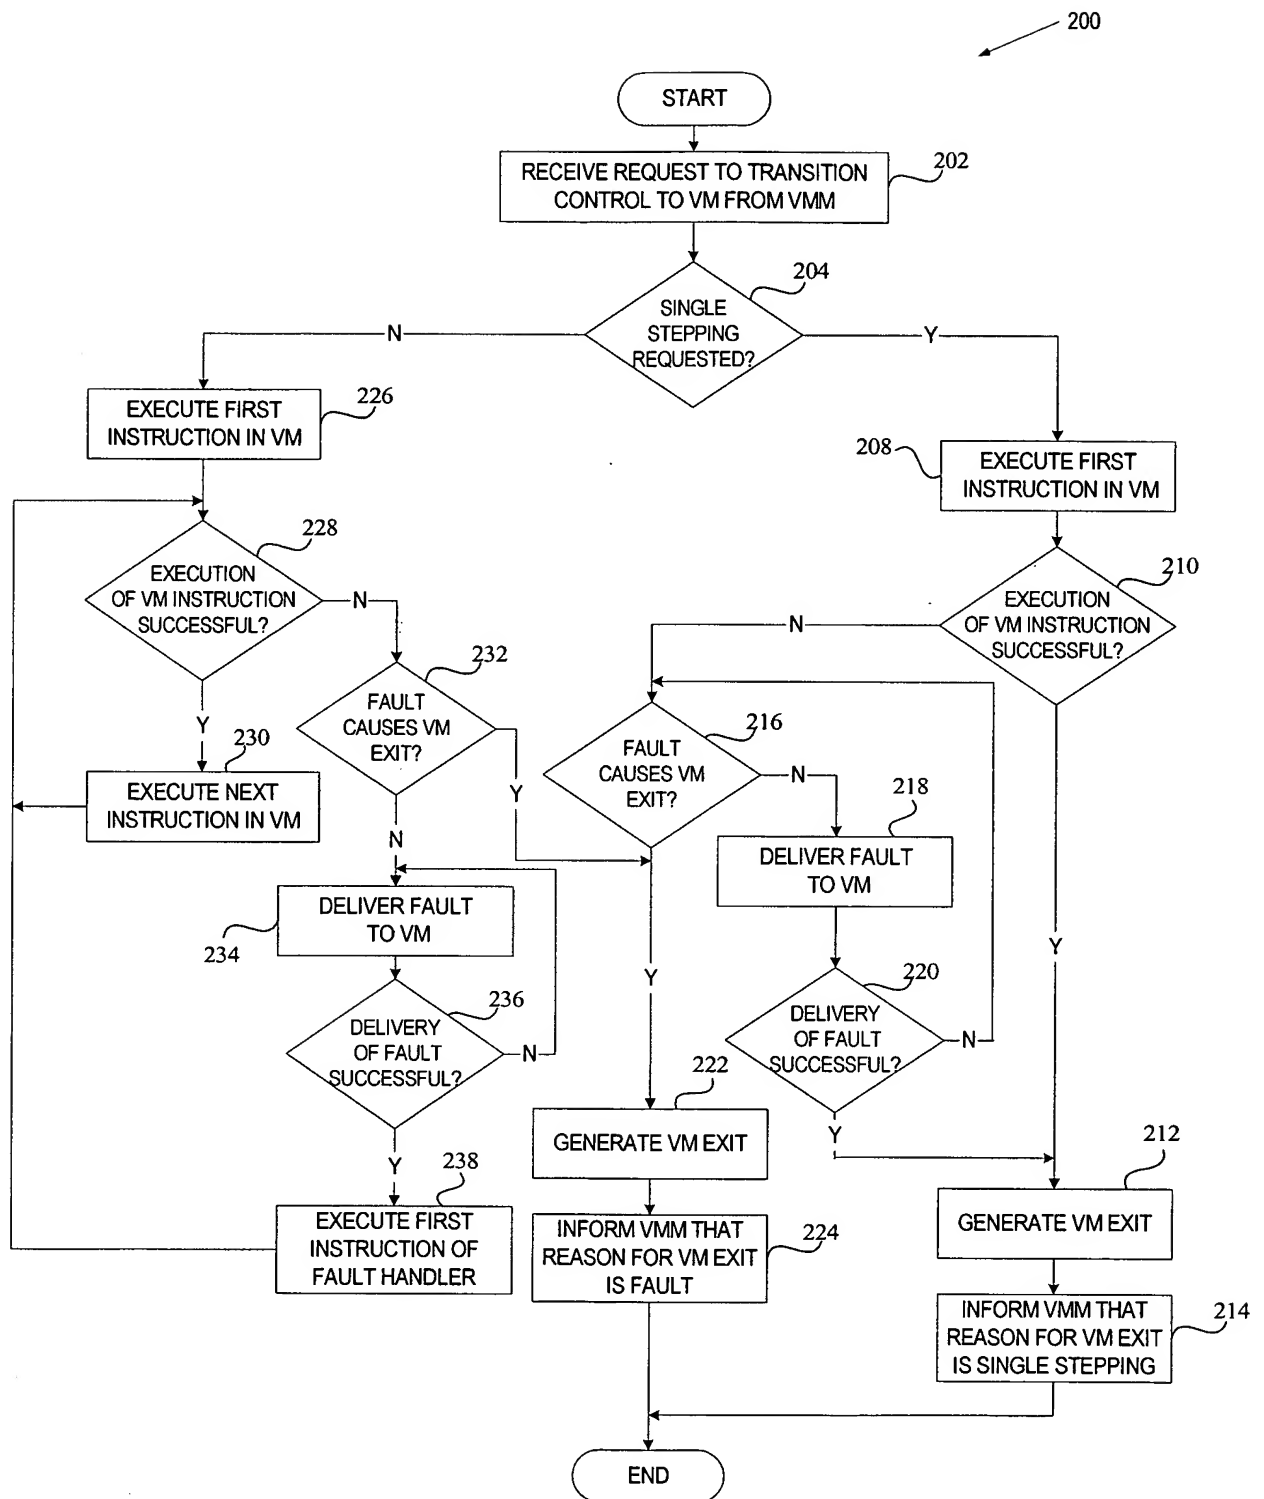 200
START
RECEIVE REQUEST TO TRANSITION
CONTROL TO VM FROM VMM
202
204
SINGLE
STEPPING
REQUESTED?
N
Y
EXECUTE FIRST
INSTRUCTION IN VM
226
208
EXECUTE FIRST
INSTRUCTION IN VM
228
EXECUTION
OF VM INSTRUCTION
SUCCESSFUL?
N
210
EXECUTION
OF VM INSTRUCTION
SUCCESSFUL?
N
232
FAULT
CAUSES VM
EXIT?
Y
216
FAULT
CAUSES VM
EXIT?
N
230
EXECUTE NEXT
INSTRUCTION IN VM
Y
N
218
DELIVER FAULT
TO VM
DELIVER FAULT
TO VM
234
Y
Y
220
DELIVERY
OF FAULT
SUCCESSFUL?
N
236
DELIVERY
OF FAULT
SUCCESSFUL?
N
222
GENERATE VM EXIT
Y
Y
238
EXECUTE FIRST
INSTRUCTION OF
FAULT HANDLER
212
GENERATE VM EXIT
INFORM VMM THAT
REASON FOR VM EXIT
IS FAULT
224
INFORM VMM THAT
REASON FOR VM EXIT
IS SINGLE STEPPING
214
END